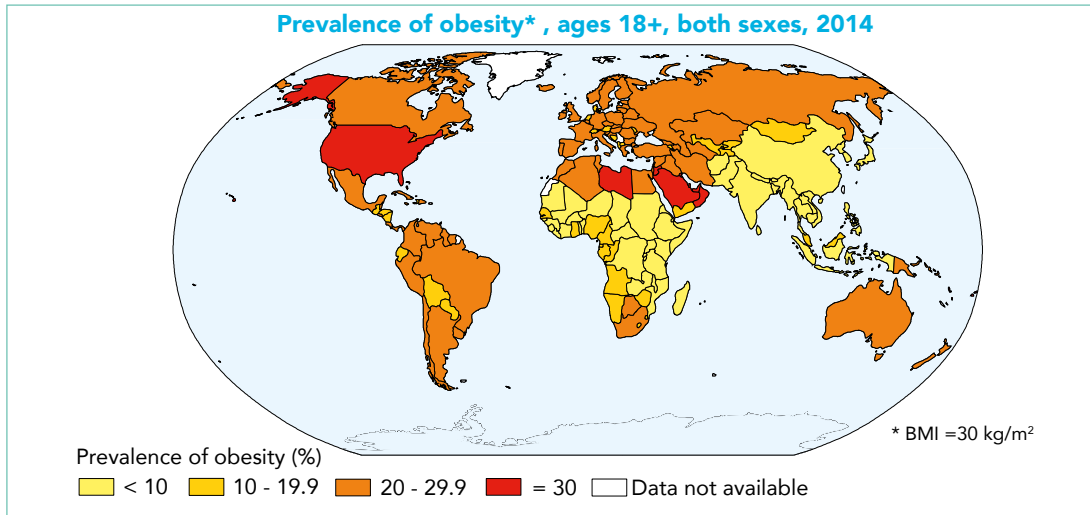 Prevalence of obesity* , ages 18+, both sexes, 2014
* BMI =30 kg/m²
Prevalence of obesity (%)
< 10 10 - 19.9 20 - 29.9 = 30 Data not available